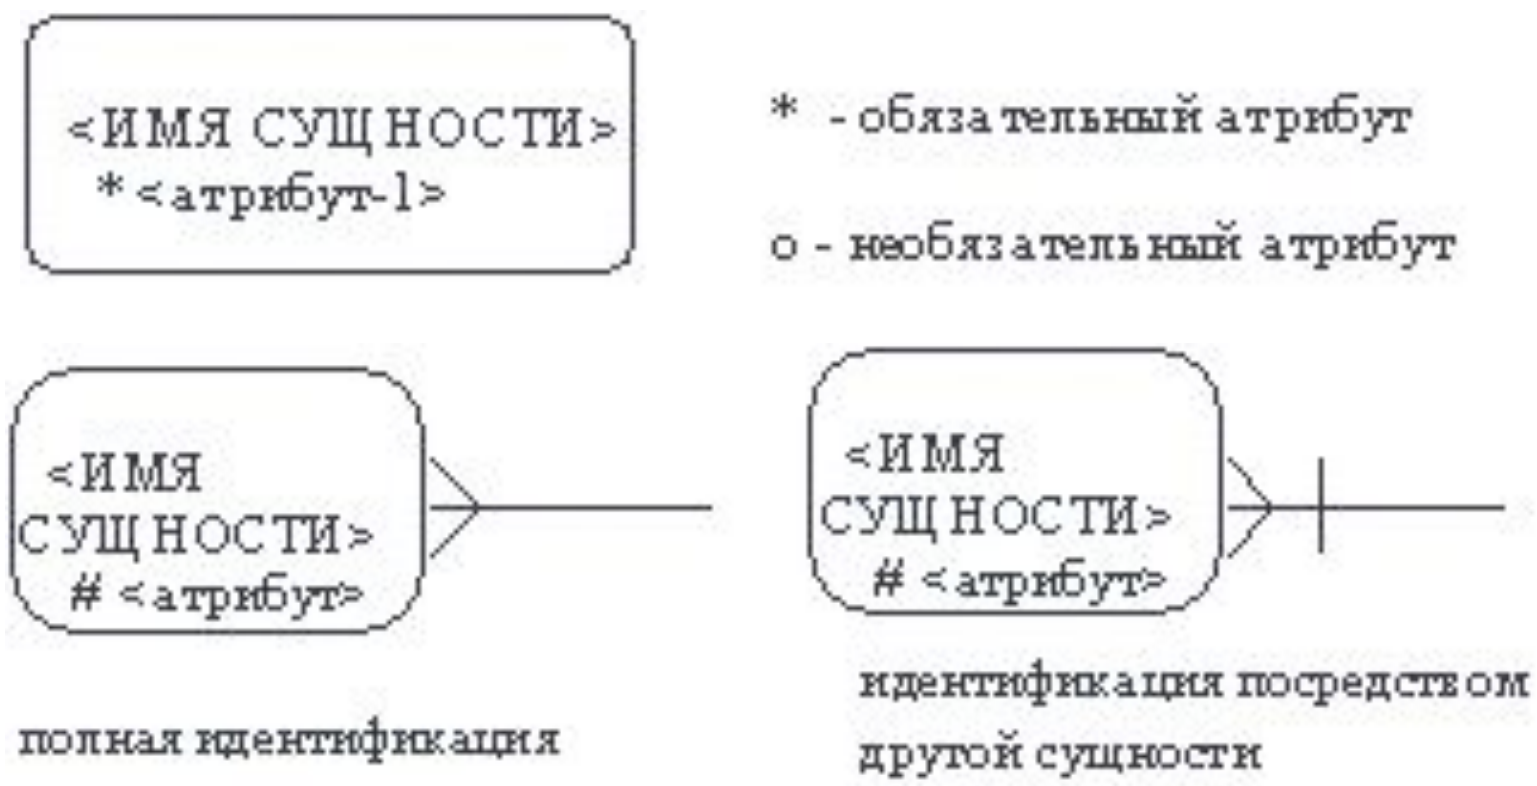 <ИМЯ СУЩНОСТИ>
*<атрибут-1>
* - обязательный атрибут
о - необязательный атрибут
<ИМЯ
СУЩНОСТИ>
# <атрибут>
полная идентификация
<ИМЯ
СУЩНОСТИ>
# <атрибут>
идентификация посредством
другой сущности